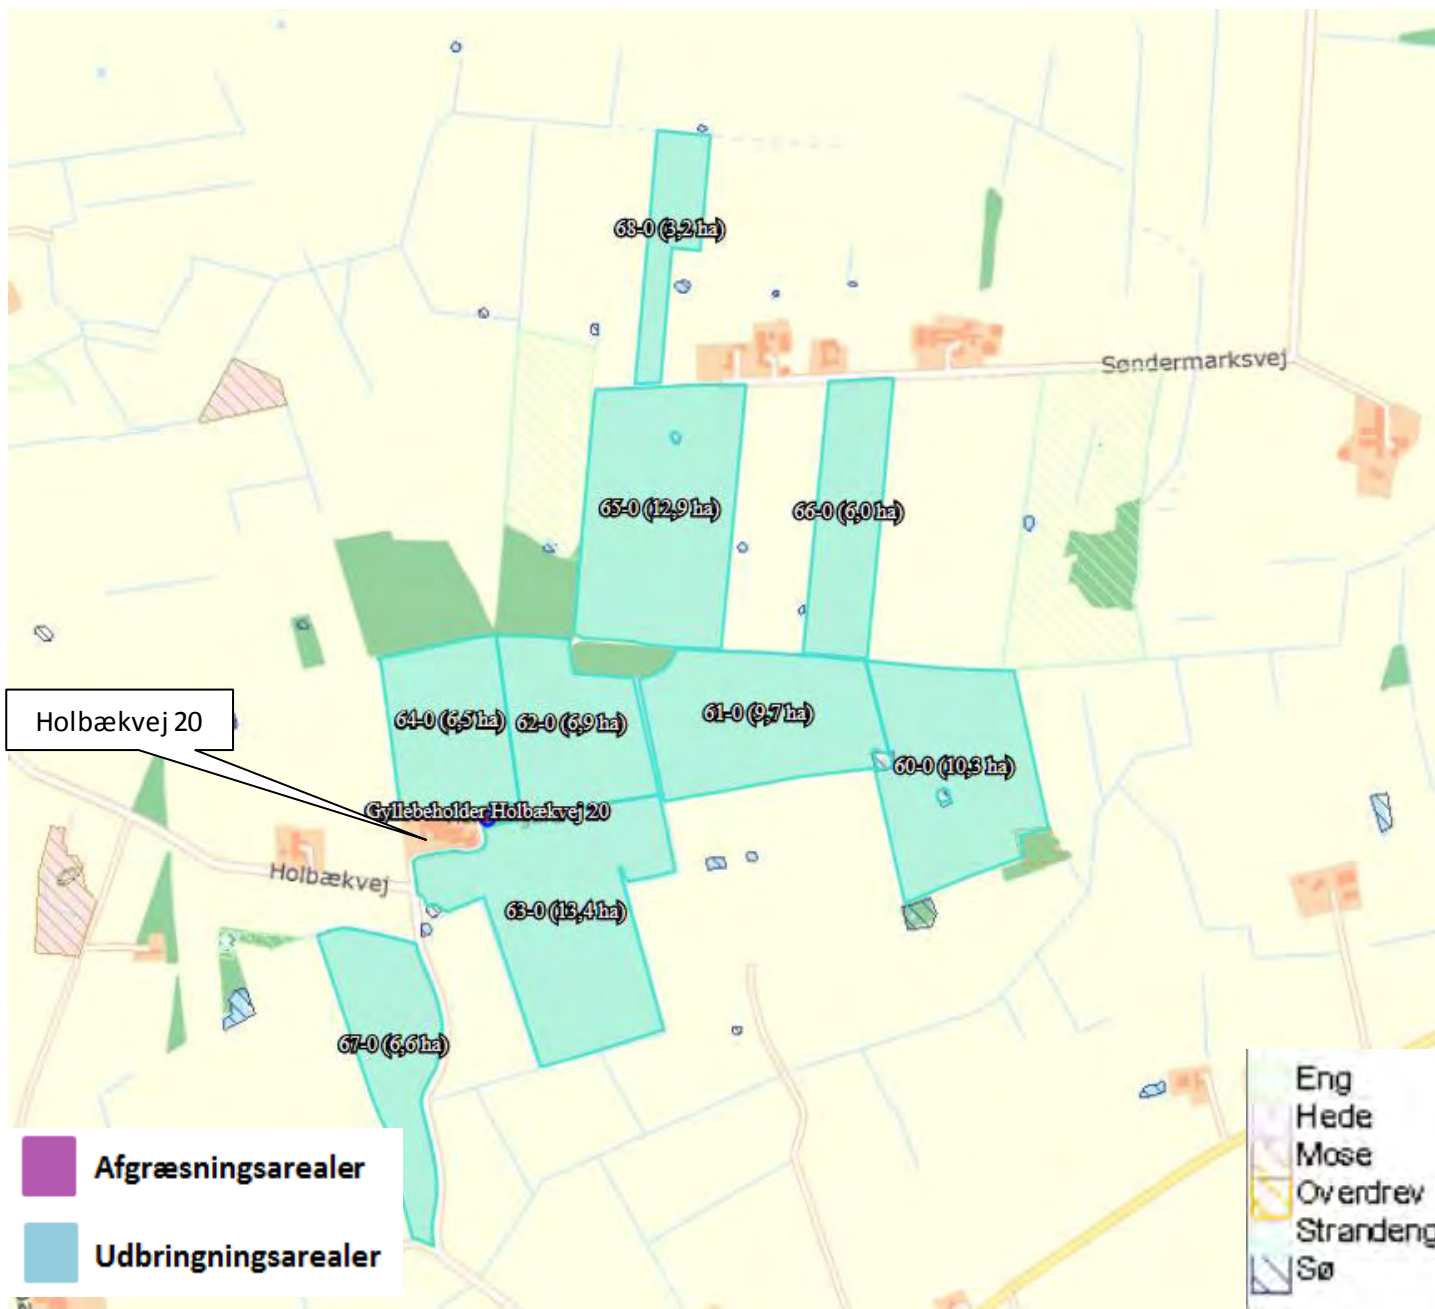 68-0 (3,2 ha)
Søndermarksvej
65-0 (12,9 ha)
66-0 (6,0 ha)
64-0 (6,5 ha)
62-0 (6,9 ha)
61-0 (9,7 ha)
Holbækvej 20
60-0 (10,3 ha)
Gyllebeholder Holbækvej 20
Holbækvej
63-0 (13,4 ha)
67-0 (6,6 ha)
Afgræsningsarealer
Udbringningsarealer
Eng
Hede
Mose
Overdrev
Strandeng
Sø